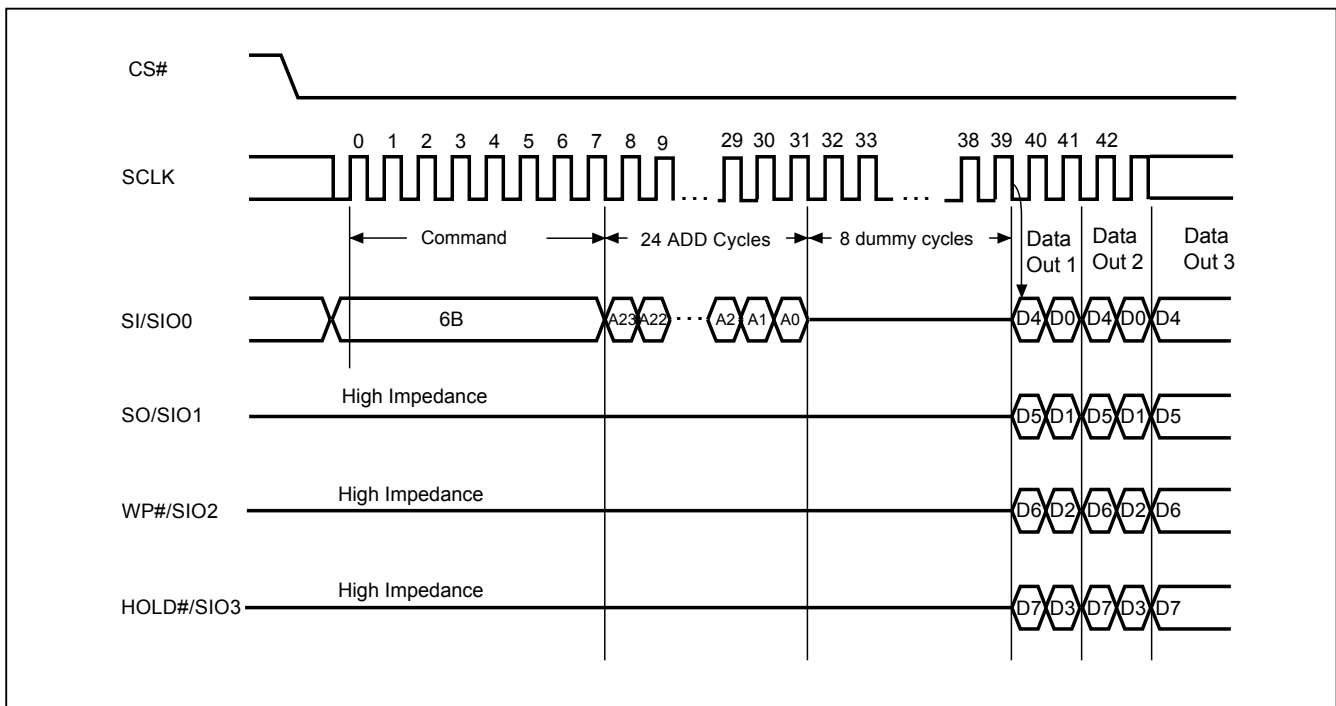 CS#
0 1 2 3 4 5 6 7 8 9 29 30 31 32 33 38 39 40 41 42
SCLK ... ...
Command 24 ADD Cycles 8 dummy cycles Data Out 1 Data Out 2 Data Out 3
SI/SIO0 6B A23 A22 ... A2 A1 A0 D4 D0 D4 D0 D4
High Impedance
SO/SIO1 D5 D1 D5 D1 D5
High Impedance
WP#/SIO2 D6 D2 D6 D2 D6
High Impedance
HOLD#/SIO3 D7 D3 D7 D3 D7